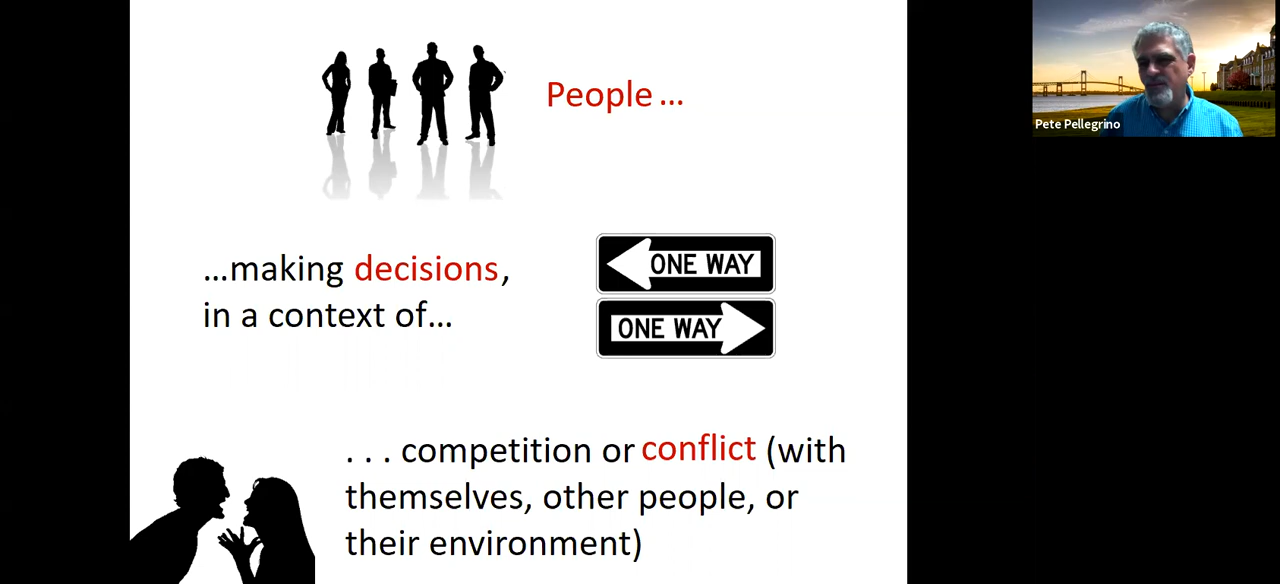 People ...
...making decisions,
in a context of...
ONE WAY
ONE WAY
. . . competition or conflict (with
themselves, other people, or
their environment)
Pete Pellegrino